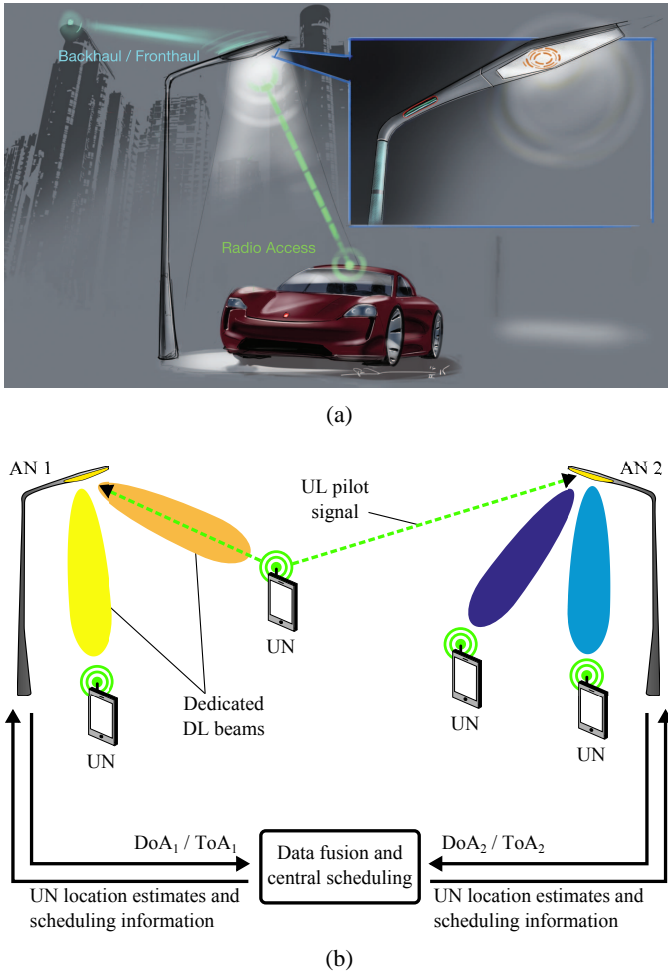 Backhaul / Fronthaul
Radio Access
(a)
AN 1
AN 2
UL pilot
signal
UN
Dedicated
DL beams
UN
UN
UN
DoA₁ / ToA₁
Data fusion and
central scheduling
DoA₂ / ToA₂
UN location estimates and
scheduling information
UN location estimates and
scheduling information
(b)